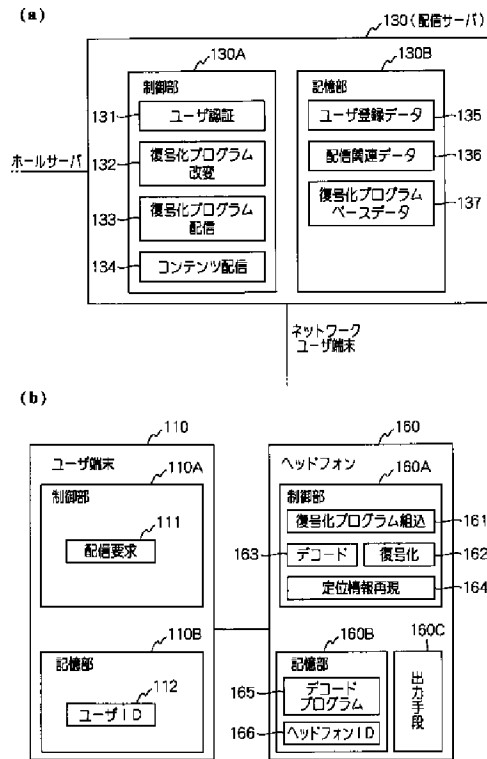 (a)
130(配信サーバ)
130A
130B
制御部
記憶部
131
ユーザ認証
ユーザ登録データ
135
ホールサーバ
132
復号化プログラム
改変
配信関連データ
136
133
復号化プログラム
配信
復号化プログラム
ベースデータ
137
134
コンテンツ配信
ネットワーク
ユーザ端末
(b)
110
160
ユーザ端末
ヘッドフォン
110A
160A
制御部
制御部
111
配信要求
復号化プログラム組込
161
163
デコード
復号化
162
定位情報再現
164
110B
160B
160C
記憶部
記憶部
112
ユーザID
165
デコード
プログラム
出力手段
166
ヘッドフォンID